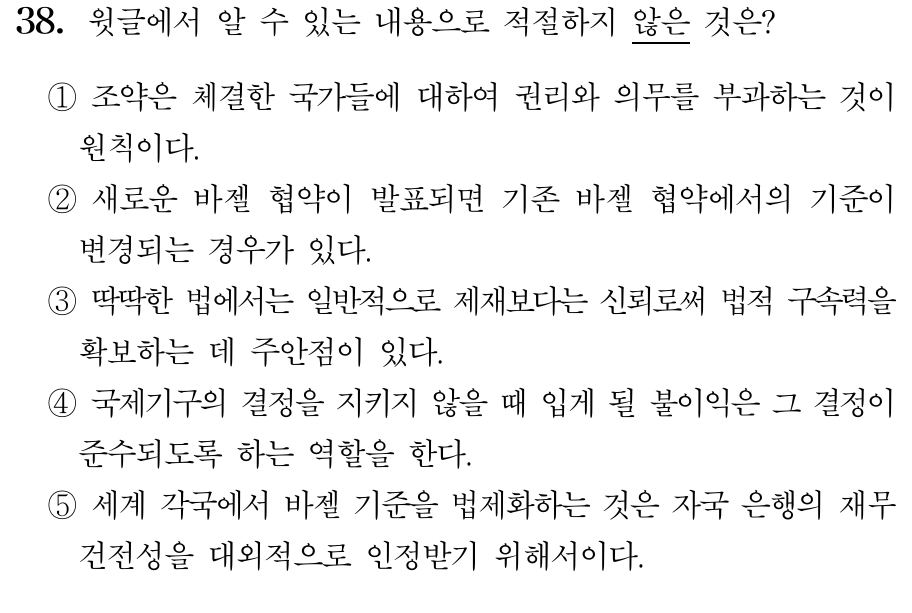 38. 윗글에서 알 수 있는 내용으로 적절하지 않은 것은?
① 조약은 체결한 국가들에 대하여 권리와 의무를 부과하는 것이
원칙이다.
② 새로운 바젤 협약이 발표되면 기존 바젤 협약에서의 기준이
변경되는 경우가 있다.
③ 딱딱한 법에서는 일반적으로 제재보다는 신뢰로써 법적 구속력을
확보하는 데 주안점이 있다.
④ 국제기구의 결정을 지키지 않을 때 입게 될 불이익은 그 결정이
준수되도록 하는 역할을 한다.
⑤ 세계 각국에서 바젤 기준을 법제화하는 것은 자국 은행의 재무
건전성을 대외적으로 인정받기 위해서이다.